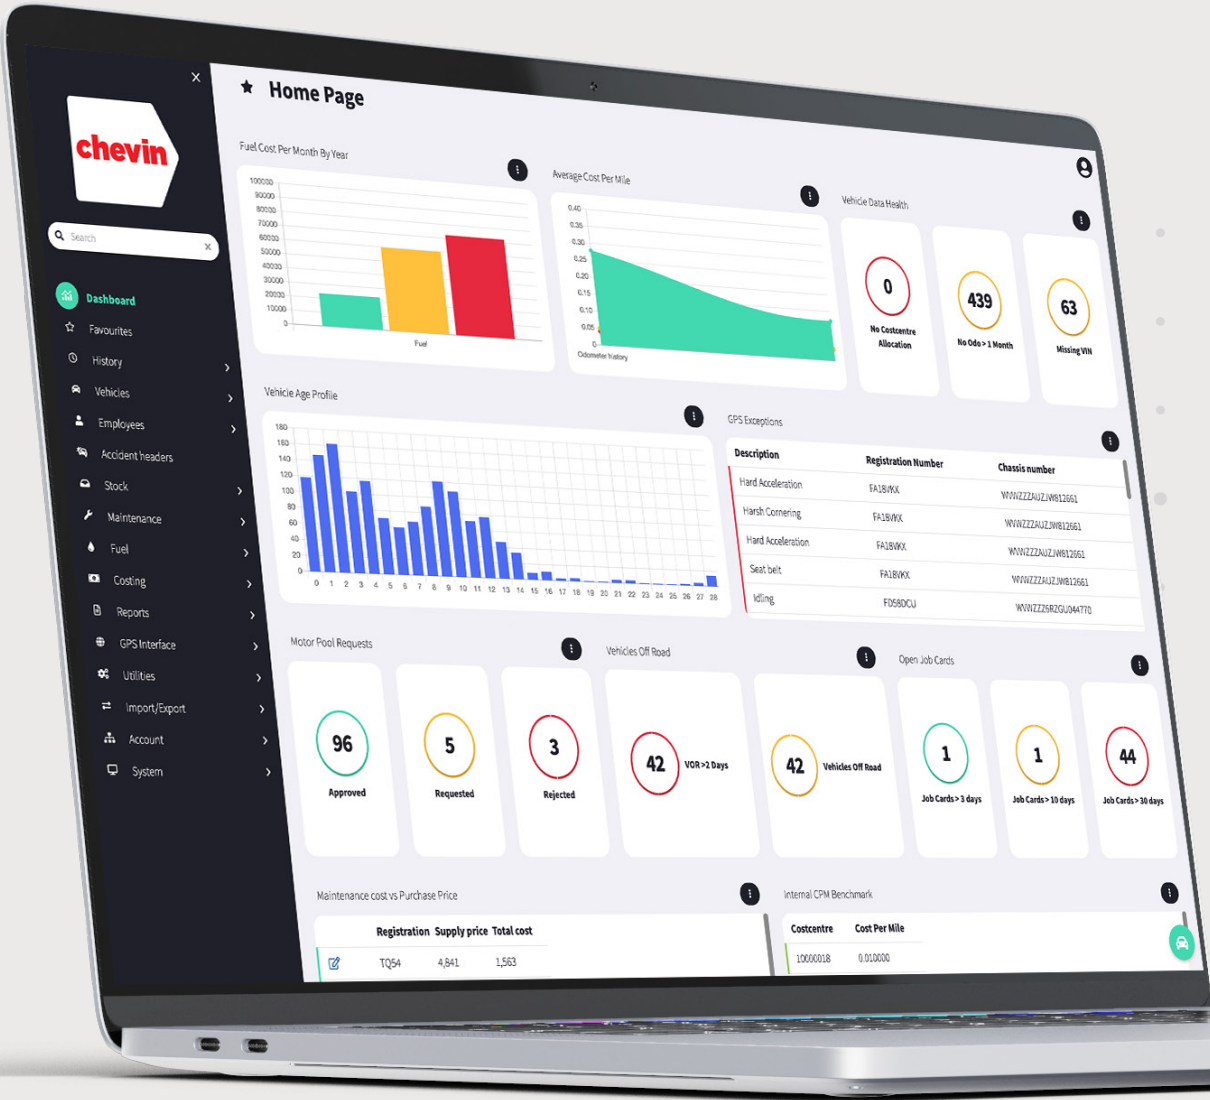 X
Home Page
chevin
Search
Dashboard
Favourites
History
Vehicles
Employees
Accident headers
Stock
Maintenance
Fuel
Costing
Reports
GPS Interface
Utilities
Import/Export
Account
System
Fuel Cost Per Month By Year
100000
90000
80000
70000
60000
50000
40000
30000
20000
10000
0
Fuel
Average Cost Per Mile
0.40
0.35
0.30
0.25
0.20
0.15
0.10
0.05
0
Odometer history
Vehicle Data Health
0
No Costcentre
Allocation
439
No Odo > 1 Month
63
Missing VIN
Vehicle Age Profile
180
160
140
120
100
80
60
40
20
0
0 1 2 3 4 5 6 7 8 9 10 11 12 13 14 15 16 17 18 19 20 21 22 23 24 25 26 27 28
GPS Exceptions
Description Registration Number Chassis number
Hard Acceleration FA18VKX WVWZZZAUZJW812661
Harsh Cornering FA18VKX WVWZZZAUZJW812661
Hard Acceleration FA18VKX WVWZZZAUZJW812661
Seat belt FA18VKX WVWZZZAUZJW812661
Idling FD58DCU WVWZZZ6RZGU044770
Motor Pool Requests
96
Approved
5
Requested
3
Rejected
Vehicles Off Road
42 VOR >2 Days
42 Vehicles Off Road
Open Job Cards
1
Job Cards > 3 days
1
Job Cards > 10 days
44
Job Cards > 30 days
Maintenance cost vs Purchase Price
Registration Supply price Total cost
TQ54 4,841 1,563
Internal CPM Benchmark
Costcentre Cost Per Mile
10000018 0.010000